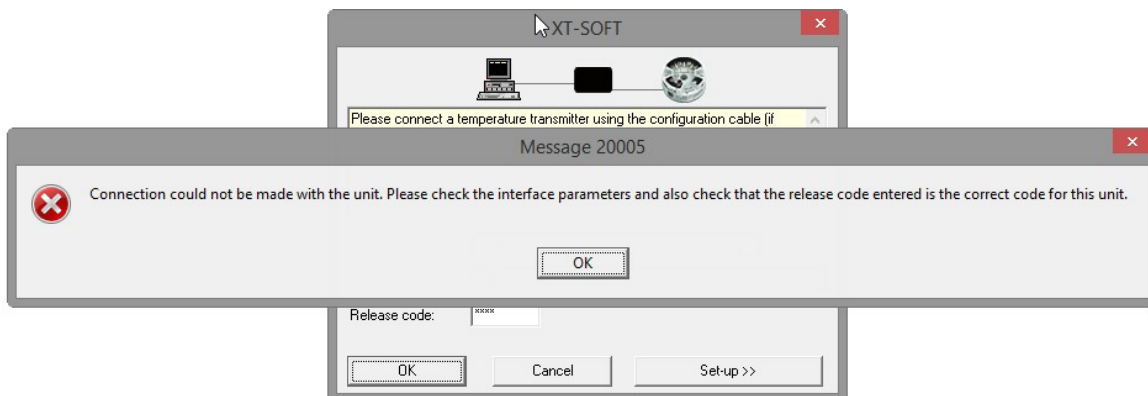 XT-SOFT
Please connect a temperature transmitter using the configuration cable (if
Message 20005
Connection could not be made with the unit. Please check the interface parameters and also check that the release code entered is the correct code for this unit.
OK
Release code: ****
OK Cancel Set-up >>